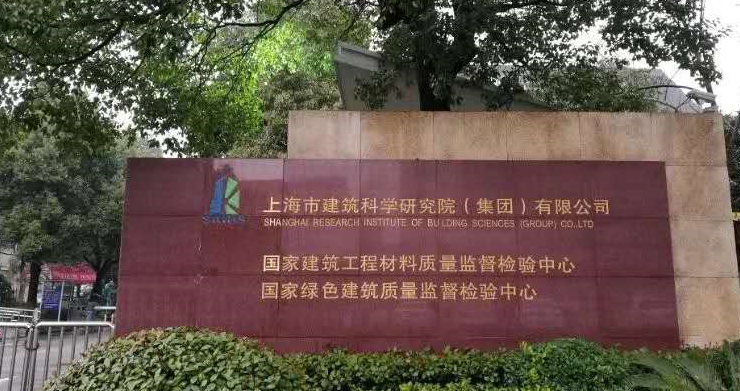 上海市建筑科学研究院（集团）有限公司
SHANGHAI RESEARCH INSTITUTE OF BUILDING SCIENCES (GROUP) CO.,LTD
国家建筑工程材料质量监督检验中心
国家绿色建筑质量监督检验中心